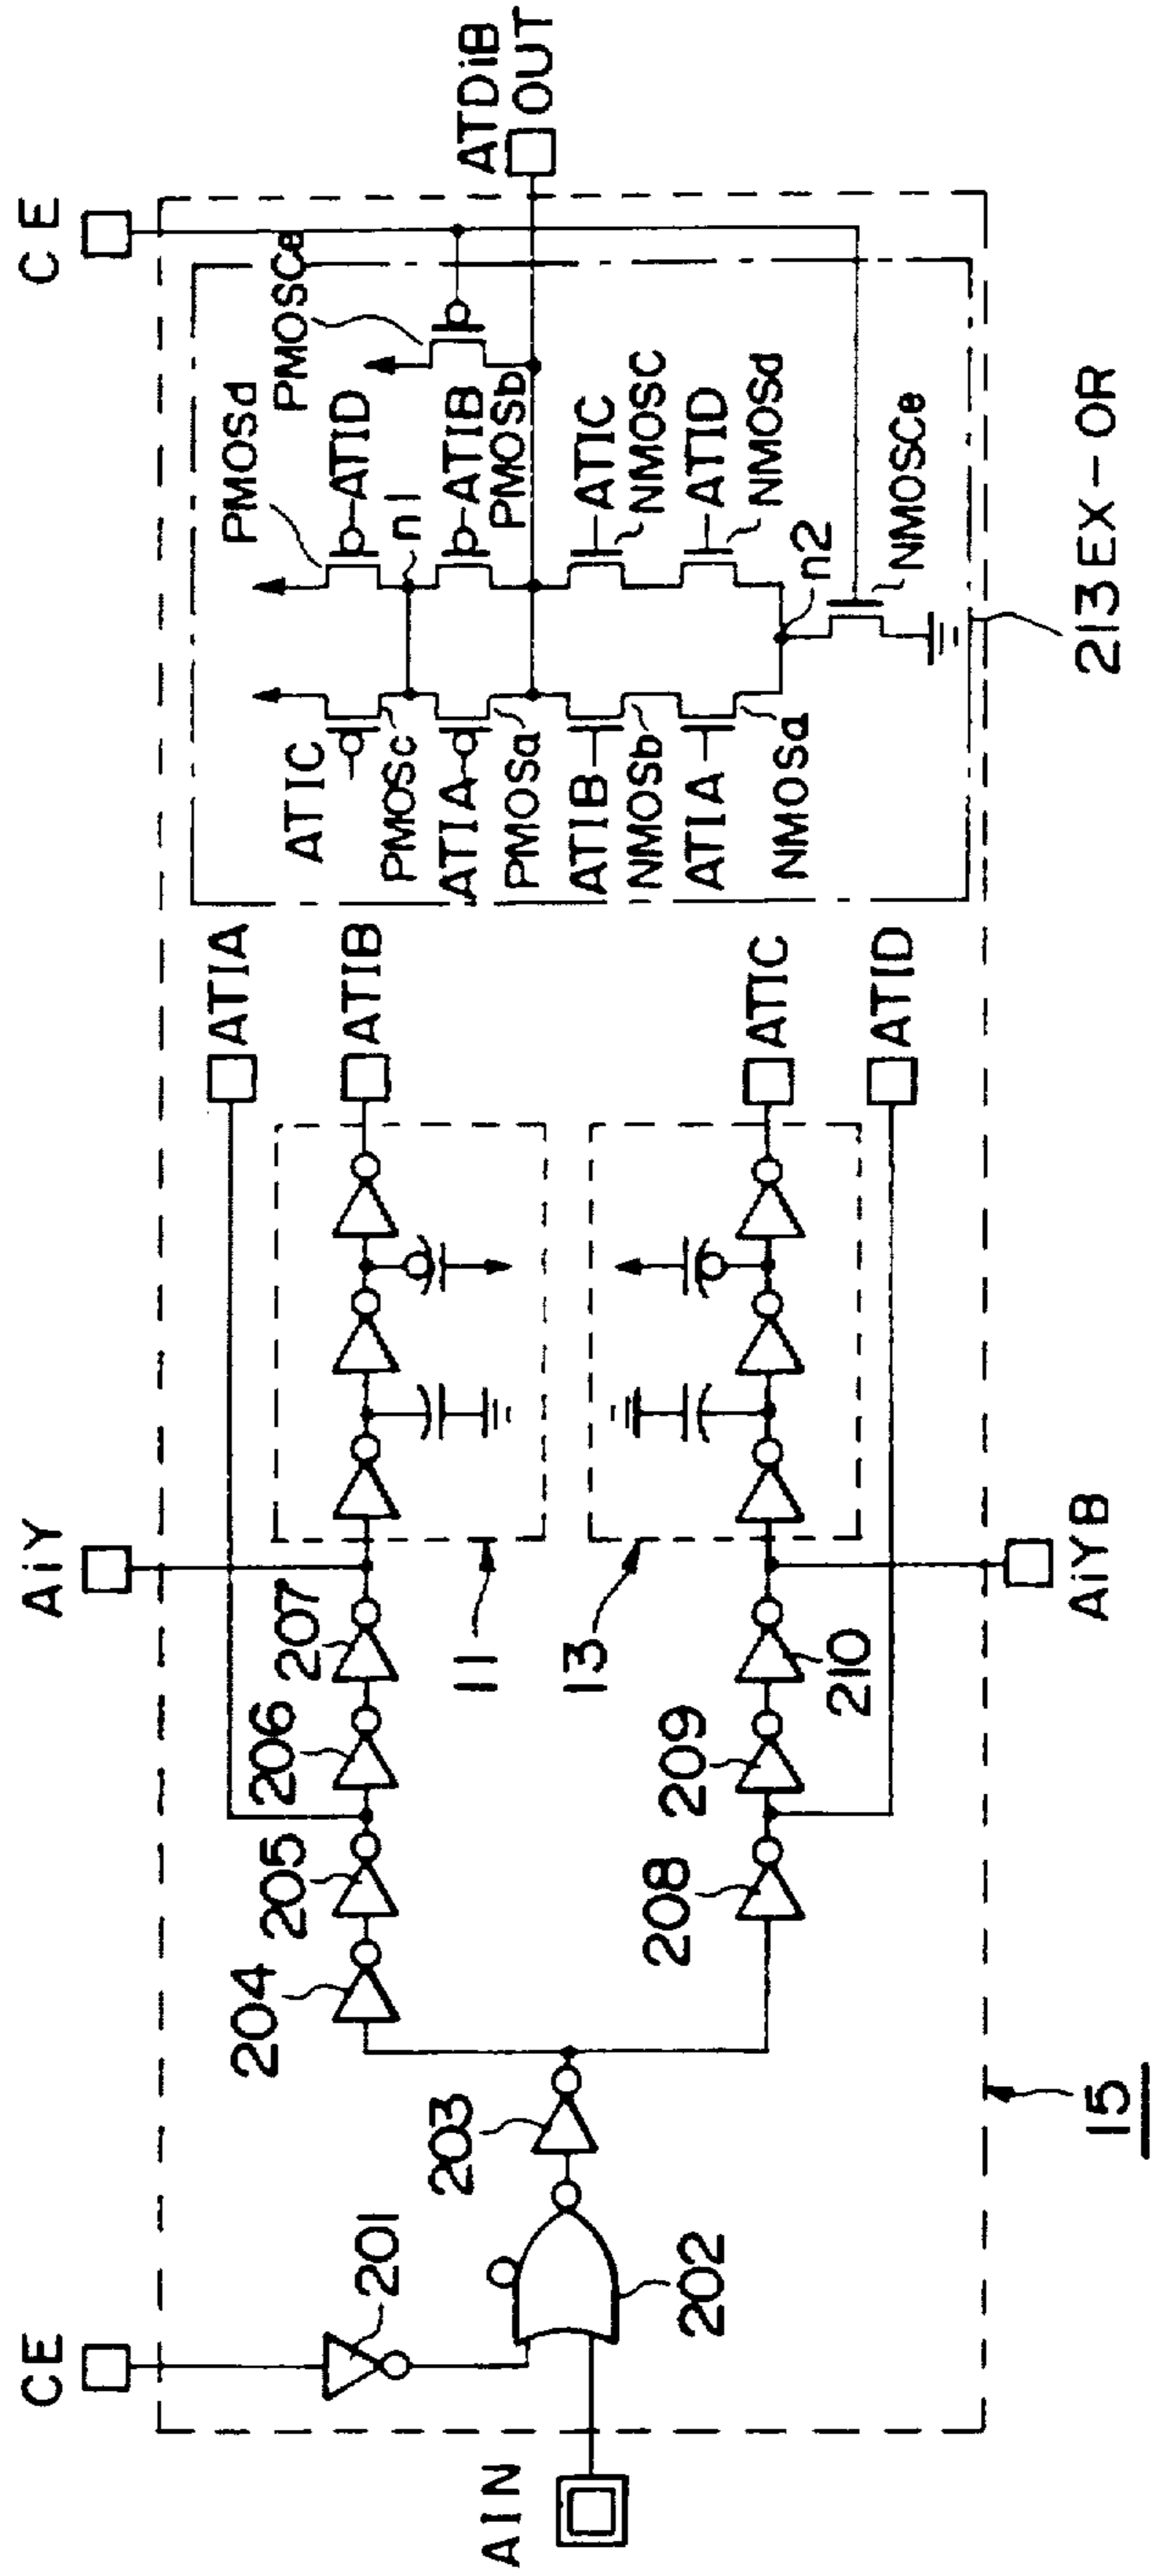 CE
AIN
201
202
203
204
205
206
207
208
209
210
AiY
AiYB
11
13
15
ATIA
ATIB
ATIC
ATID
CE
ATDiB
OUT
PMOSd
PMOSCe
ATID
n1
ATIB
PMOSb
ATIC
PMOSc
ATIA
PMOSa
ATIB
NMOSb
ATIA
NMOSa
ATIC
NMOSC
ATID
NMOSd
n2
NMOSCe
213EX-OR